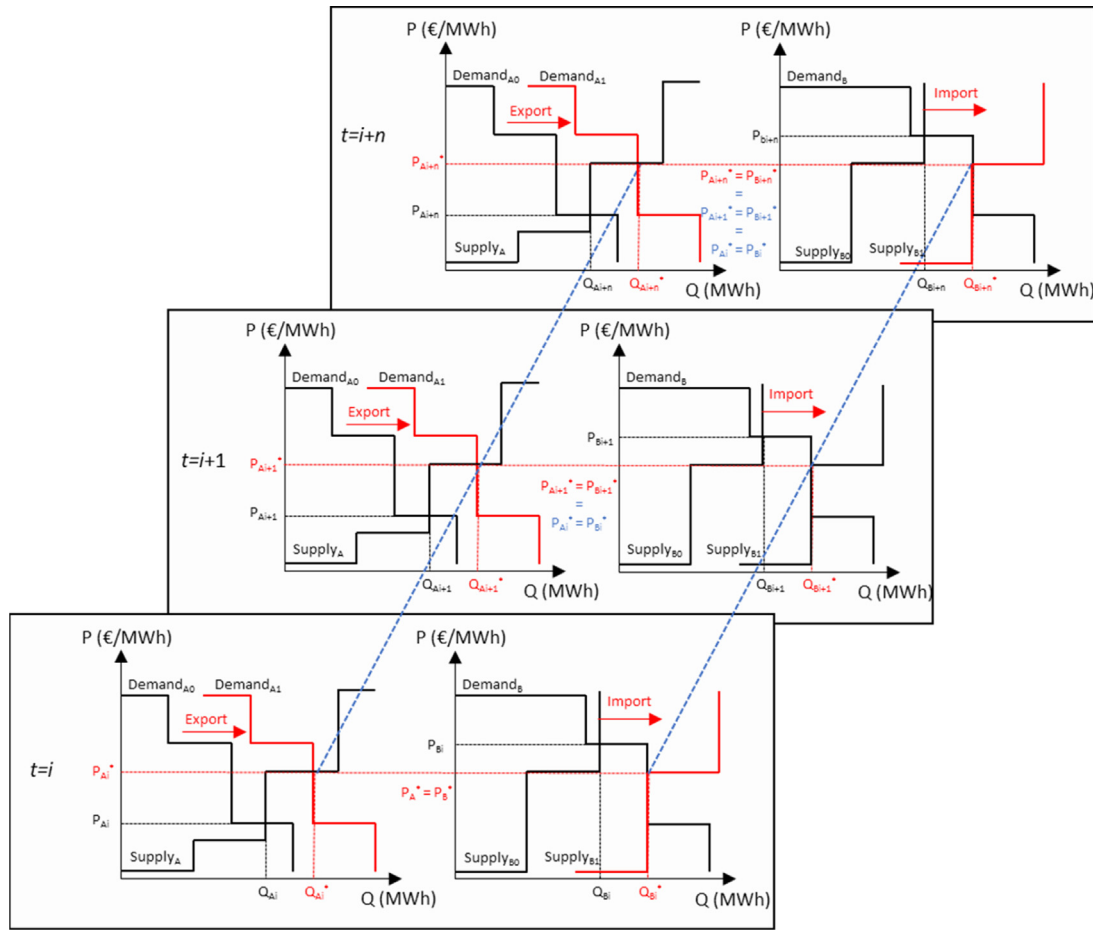 P (€/MWh)
P (€/MWh)
Demand_A0
Demand_A1
Demand_B
Export
Import
t=i+n
P_bi+n
P_Ai+n*
P_Ai+n* = P_Bi+n*
=
P_Ai+1* = P_Bi+1*
=
P_Ai* = P_Bi*
P_Ai+n
Supply_A
Supply_B0
Supply_B1
Q_Ai+n
Q_Ai+n*
Q (MWh)
Q_Bi+n
Q_Bi+n*
Q (MWh)
P (€/MWh)
P (€/MWh)
Demand_A0
Demand_A1
Demand_B
Export
Import
t=i+1
P_Bi+1
P_Ai+1*
P_Ai+1* = P_Bi+1*
=
P_Ai* = P_Bi*
P_Ai+1
Supply_A
Supply_B0
Supply_B1
Q_Ai+1
Q_Ai+1*
Q (MWh)
Q_Bi+1
Q_Bi+1*
Q (MWh)
P (€/MWh)
P (€/MWh)
Demand_A0
Demand_A1
Demand_B
Export
Import
t=i
P_Bi
P_Ai*
P_A* = P_B*
P_Ai
Supply_A
Supply_B0
Supply_B1
Q_Ai
Q_Ai*
Q (MWh)
Q_Bi
Q_Bi*
Q (MWh)